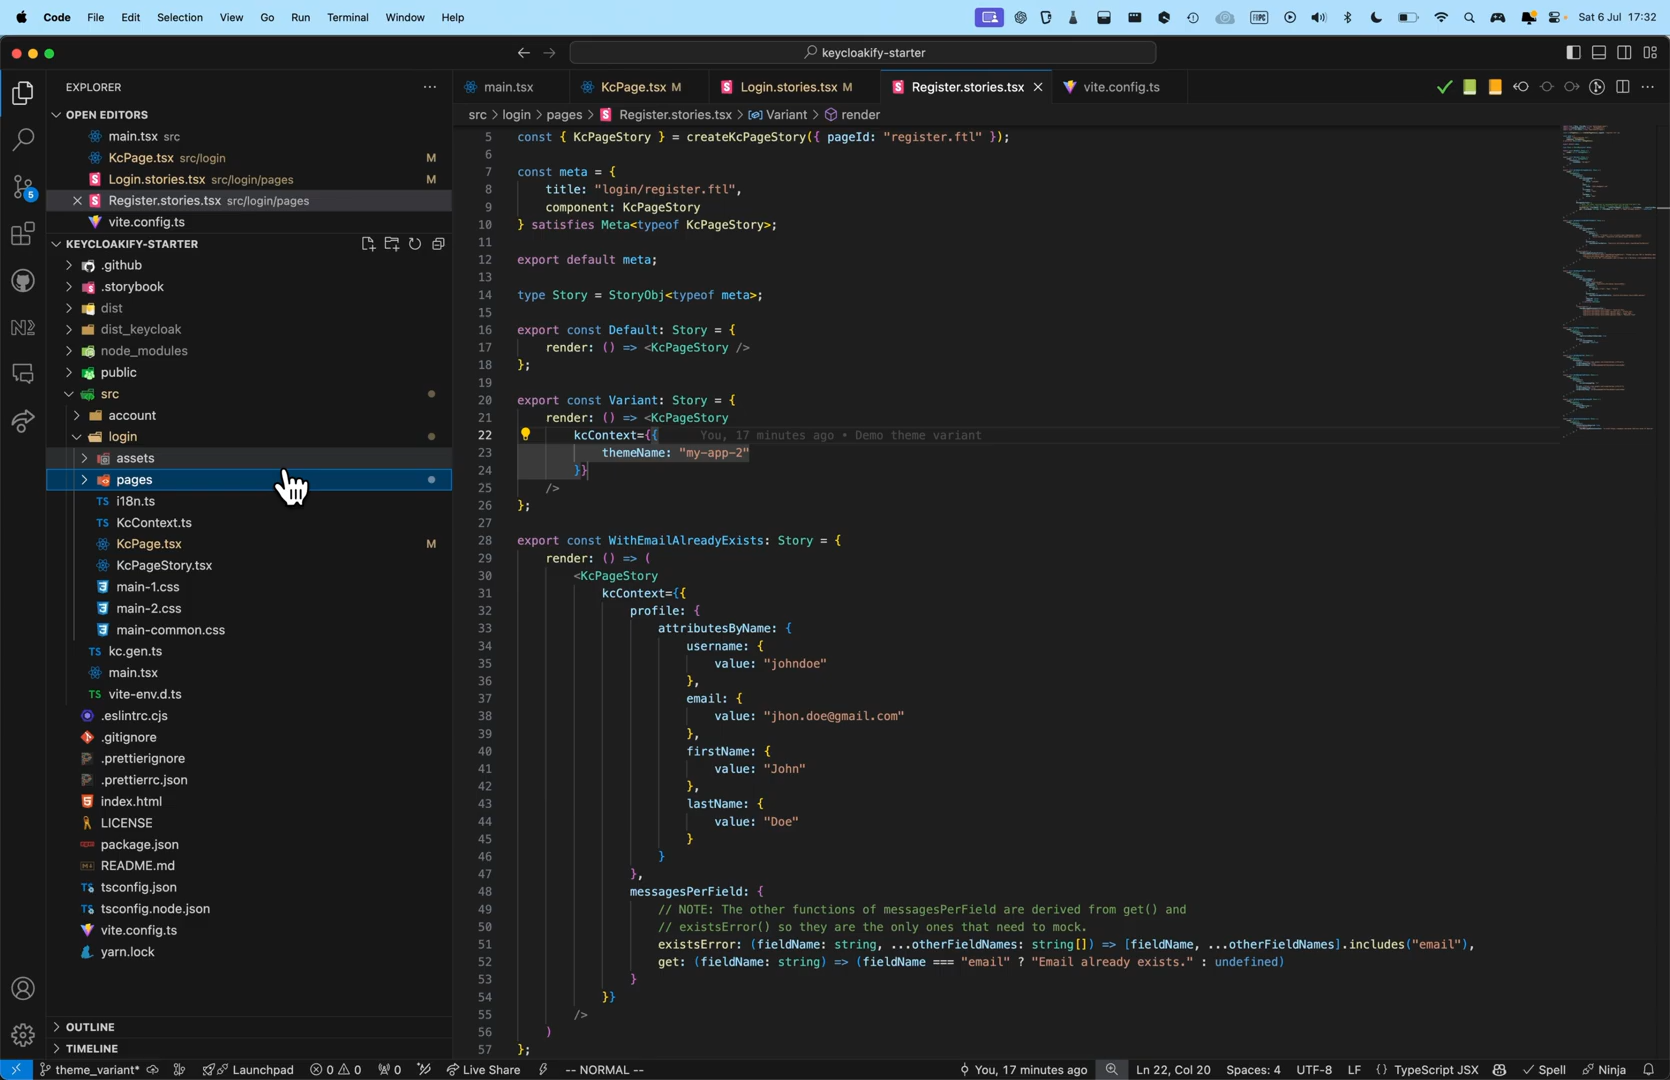 Code File Edit Selection View Go Run Terminal Window Help
Sat 6 Jul 17:32
keycloakify-starter
EXPLORER
OPEN EDITORS
main.tsx src
KcPage.tsx src/login M
Login.stories.tsx src/login/pages M
Register.stories.tsx src/login/pages
vite.config.ts
KEYCLOAKIFY-STARTER
.github
.storybook
dist
dist_keycloak
node_modules
public
src
account
login
assets
pages
i18n.ts
KcContext.ts
KcPage.tsx M
KcPageStory.tsx
main-1.css
main-2.css
main-common.css
kc.gen.ts
main.tsx
vite-env.d.ts
.eslintrc.cjs
.gitignore
.prettierignore
.prettierrc.json
index.html
LICENSE
package.json
README.md
tsconfig.json
tsconfig.node.json
vite.config.ts
yarn.lock
OUTLINE
TIMELINE
5
main.tsx KcPage.tsx M Login.stories.tsx M Register.stories.tsx vite.config.ts
src > login > pages > Register.stories.tsx > Variant > render
5 const { KcPageStory } = createKcPageStory({ pageId: "register.ftl" });
6
7 const meta = {
8 title: "login/register.ftl",
9 component: KcPageStory
10 } satisfies Meta<typeof KcPageStory>;
11
12 export default meta;
13
14 type Story = StoryObj<typeof meta>;
15
16 export const Default: Story = {
17 render: () => <KcPageStory />
18 };
19
20 export const Variant: Story = {
21 render: () => <KcPageStory
22 kcContext={{ You, 17 minutes ago • Demo theme variant
23 themeName: "my-app-2"
24 }}
25 />
26 };
27
28 export const WithEmailAlreadyExists: Story = {
29 render: () => (
30 <KcPageStory
31 kcContext={{
32 profile: {
33 attributesByName: {
34 username: {
35 value: "johndoe"
36 },
37 email: {
38 value: "jhon.doe@gmail.com"
39 },
40 firstName: {
41 value: "John"
42 },
43 lastName: {
44 value: "Doe"
45 }
46 }
47 },
48 messagesPerField: {
49 // NOTE: The other functions of messagesPerField are derived from get() and
50 // existsError() so they are the only ones that need to mock.
51 existsError: (fieldName: string, ...otherFieldNames: string[]) => [fieldName, ...otherFieldNames].includes("email"),
52 get: (fieldName: string) => (fieldName === "email" ? "Email already exists." : undefined)
53 }
54 }}
55 />
56 )
57 };
theme_variant* Launchpad 0 0 0 Live Share -- NORMAL -- You, 17 minutes ago Ln 22, Col 20 Spaces: 4 UTF-8 LF { } TypeScript JSX Spell Ninja